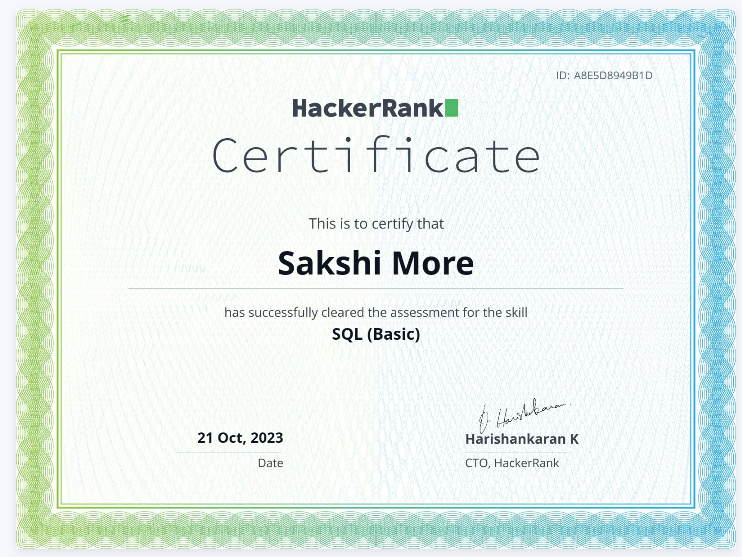 ID: A8E5D8949B1D
HackerRank
Certificate
This is to certify that
Sakshi More
has successfully cleared the assessment for the skill
SQL (Basic)
21 Oct, 2023
Date
Harishankaran K
CTO, HackerRank